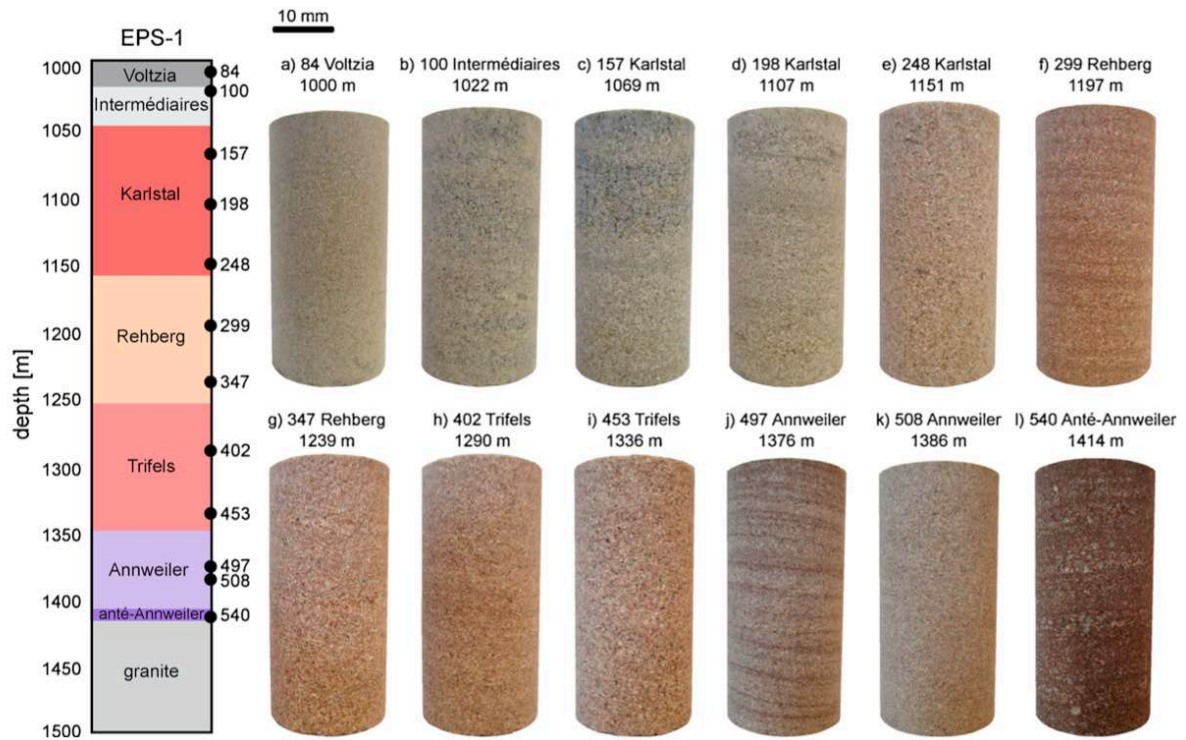 10 mm
EPS-1
depth [m]
1000
1050
1100
1150
1200
1250
1300
1350
1400
1450
1500
Voltzia
Intermédiaires
Karlstal
Rehberg
Trifels
Annweiler
anté-Annweiler
granite
84
100
157
198
248
299
347
402
453
497
508
540
a) 84 Voltzia
1000 m
b) 100 Intermédiaires
1022 m
c) 157 Karlstal
1069 m
d) 198 Karlstal
1107 m
e) 248 Karlstal
1151 m
f) 299 Rehberg
1197 m
g) 347 Rehberg
1239 m
h) 402 Trifels
1290 m
i) 453 Trifels
1336 m
j) 497 Annweiler
1376 m
k) 508 Annweiler
1386 m
l) 540 Anté-Annweiler
1414 m